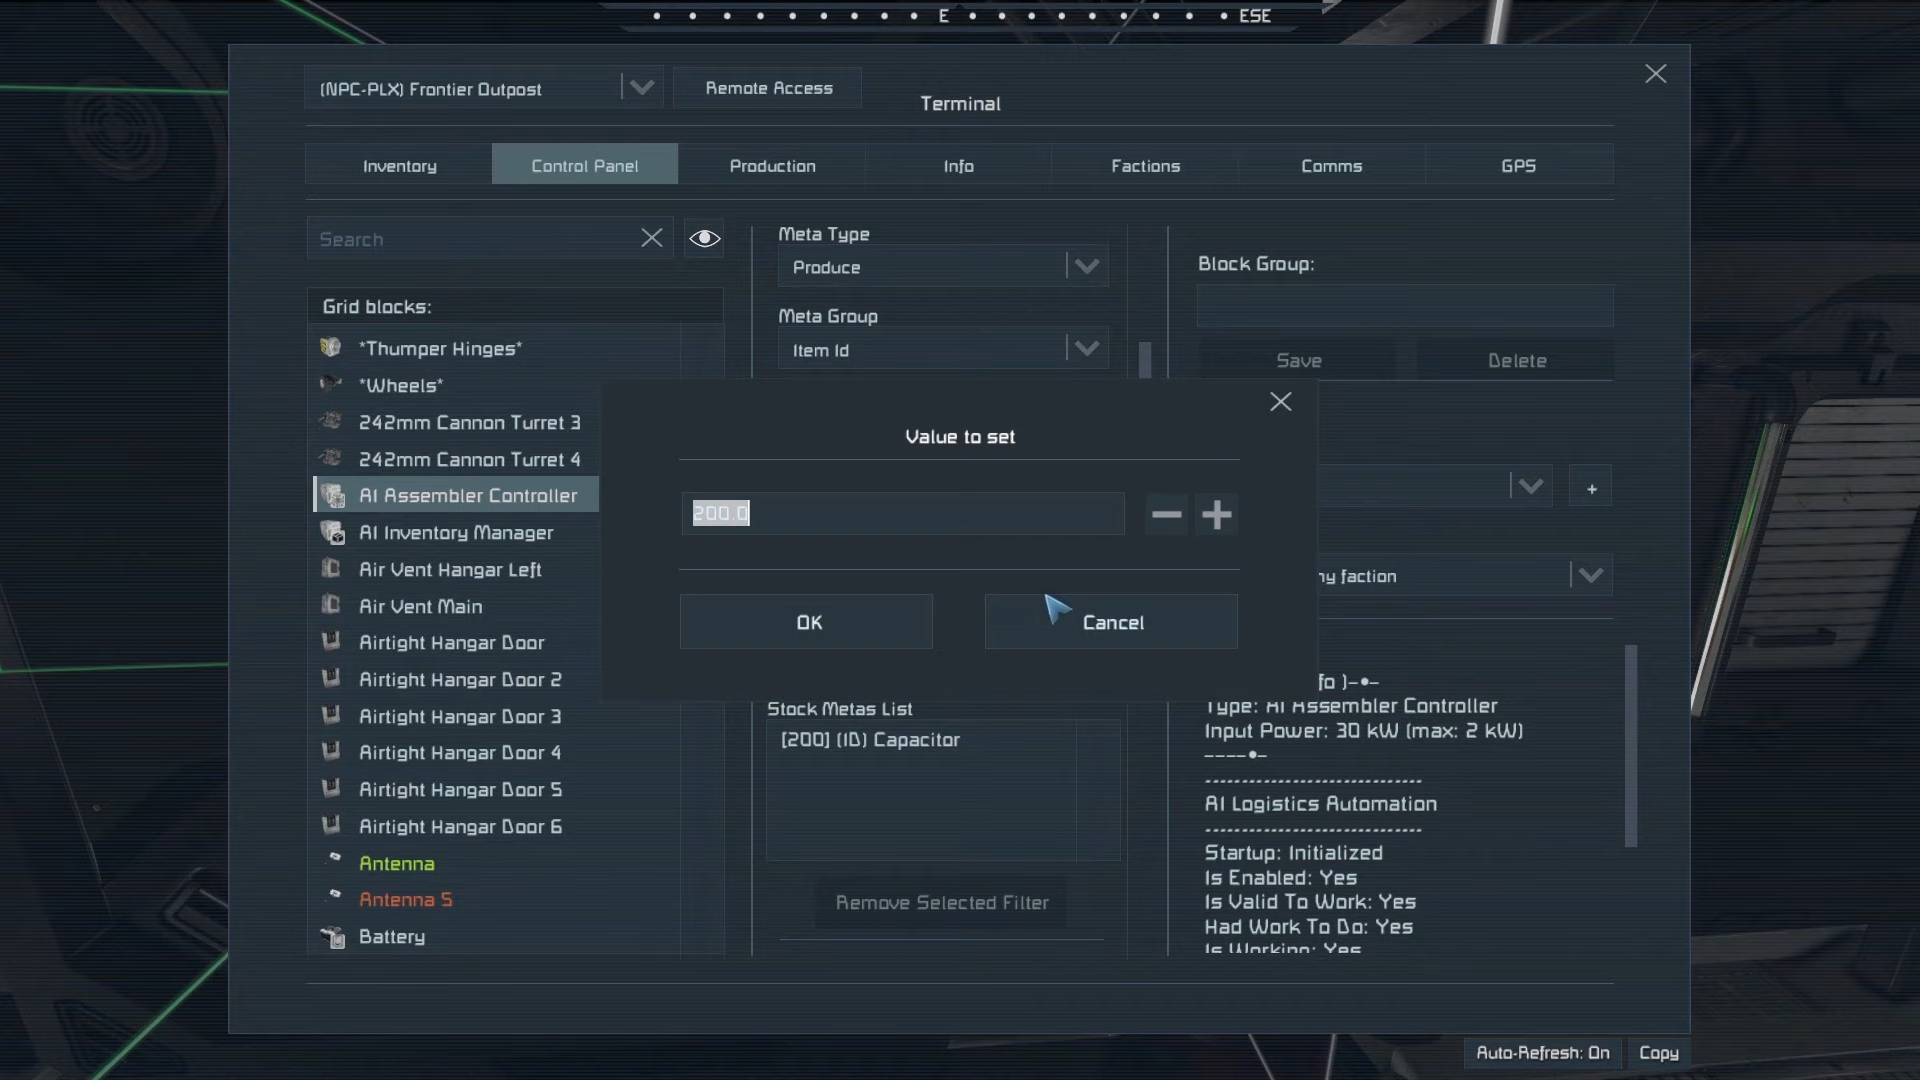 E
ESE
(NPC-PLX) Frontier Outpost
Remote Access
Terminal
Inventory
Control Panel
Production
Info
Factions
Comms
GPS
Search
Grid blocks:
*Thumper Hinges*
*Wheels*
242mm Cannon Turret 3
242mm Cannon Turret 4
AI Assembler Controller
AI Inventory Manager
Air Vent Hangar Left
Air Vent Main
Airtight Hangar Door
Airtight Hangar Door 2
Airtight Hangar Door 3
Airtight Hangar Door 4
Airtight Hangar Door 5
Airtight Hangar Door 6
Antenna
Antenna 5
Battery
Meta Type
Produce
Meta Group
Item Id
Value to set
200.0
OK
Cancel
Stock Metas List
[200] (ID) Capacitor
Remove Selected Filter
Block Group:
Save
Delete
+
faction
fo )-•-
Type: AI Assembler Controller
Input Power: 30 kW (max: 2 kW)
----•-
-----------------------------
AI Logistics Automation
-----------------------------
Startup: Initialized
Is Enabled: Yes
Is Valid To Work: Yes
Had Work To Do: Yes
Is Working: Yes
Auto-Refresh: On
Copy